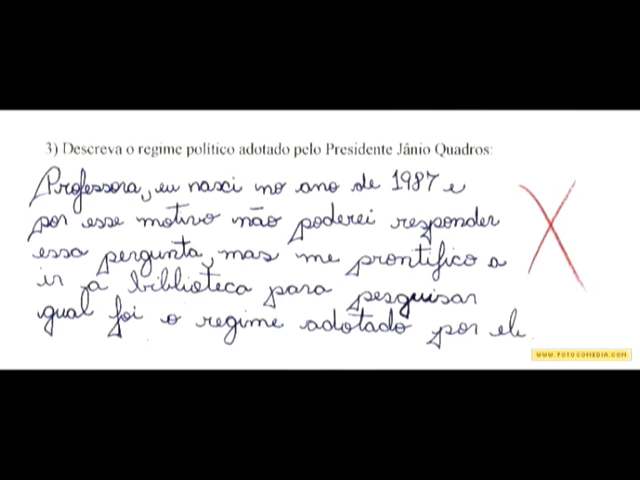 3) Descreva o regime político adotado pelo Presidente Jânio Quadros:
Professora, eu nasci no ano de 1987 e
por esse motivo não poderei responder
essa pergunta, mas me prontifico a
ir a biblioteca para pesquisar
qual foi o regime adotado por ele
WWW.FOTOCOMEDIA.COM